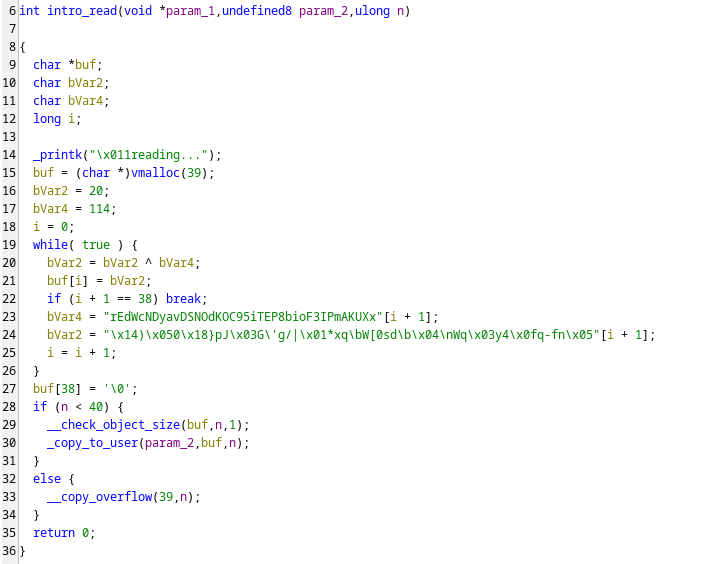 6 int intro_read(void *param_1,undefined8 param_2,ulong n)
7
8 {
9   char *buf;
10   char bVar2;
11   char bVar4;
12   long i;
13
14   _printk("\x011reading...");
15   buf = (char *)vmalloc(39);
16   bVar2 = 20;
17   bVar4 = 114;
18   i = 0;
19   while( true ) {
20     bVar2 = bVar2 ^ bVar4;
21     buf[i] = bVar2;
22     if (i + 1 == 38) break;
23     bVar4 = "rEdWcNDyavDSNOdKOC95iTEP8bioF3IPmAKUXx"[i + 1];
24     bVar2 = "\x14)\x050\x18}pJ\x03G\'g/|\x01*xq\bW[0sd\b\x04\nWq\x03y4\x0fq-fn\x05"[i + 1];
25     i = i + 1;
26   }
27   buf[38] = '\0';
28   if (n < 40) {
29     __check_object_size(buf,n,1);
30     _copy_to_user(param_2,buf,n);
31   }
32   else {
33     __copy_overflow(39,n);
34   }
35   return 0;
36 }